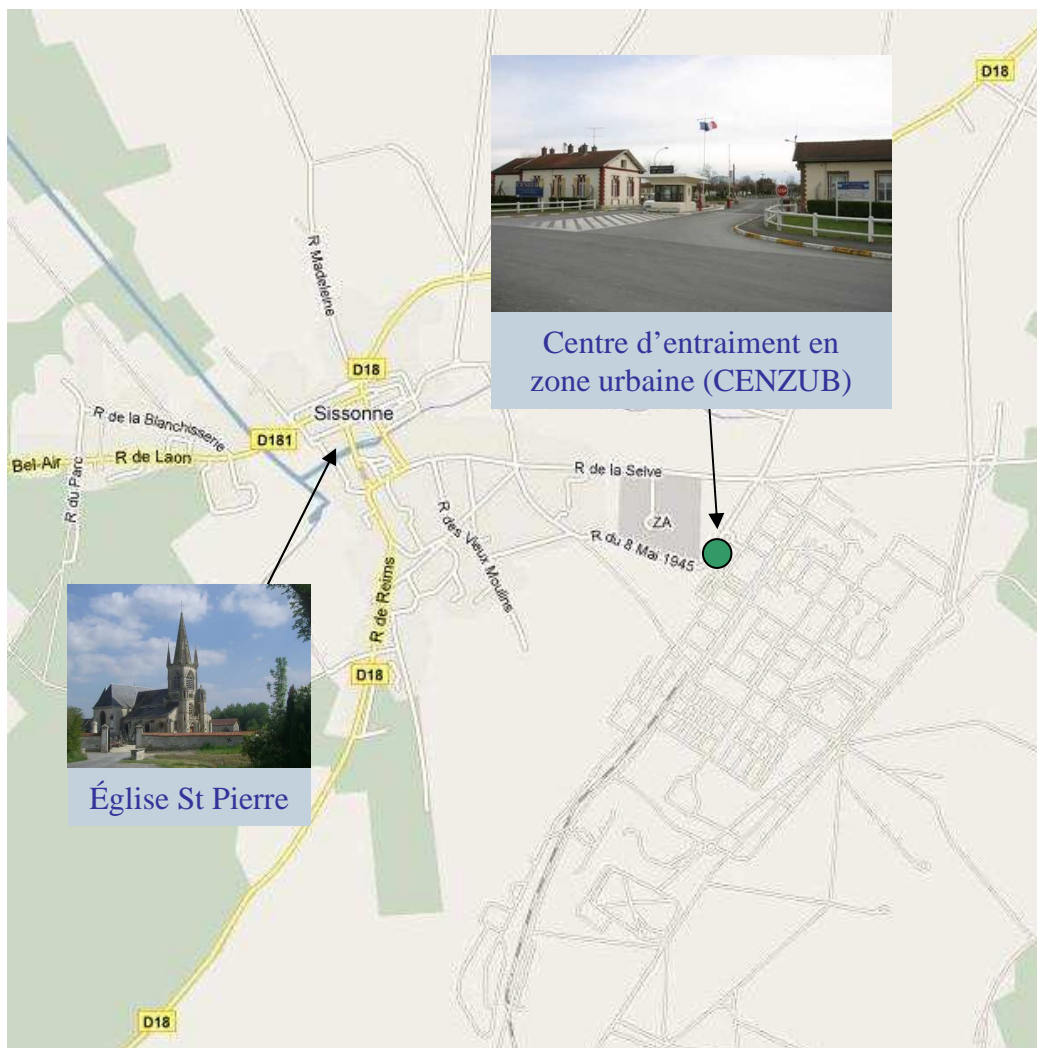 D18
Centre d'entraiment en
zone urbaine (CENZUB)
R Madeleine
D18
Sissonne
R de la Blanchisserie
D181
Bel-Air
R de Laon
R du Parc
R de la Selve
ZA
R du 8 Mai 1945
R des Vieux Moulins
R de Reims
D18
Église St Pierre
D18